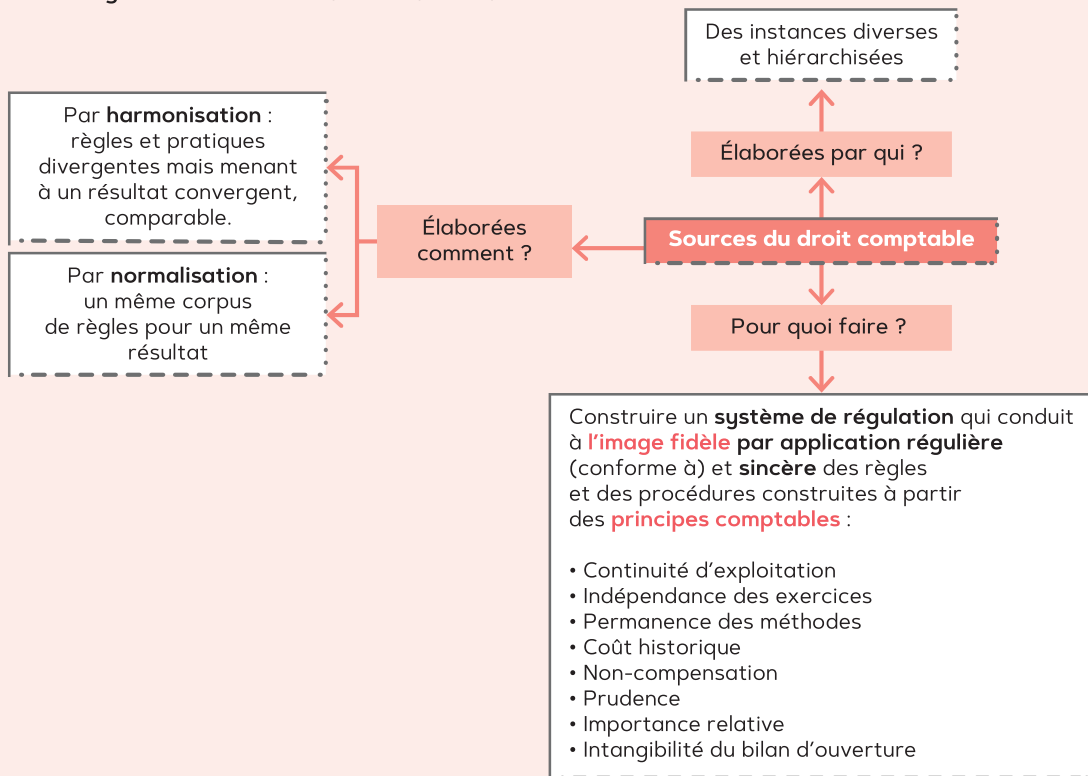 Des instances diverses
et hiérarchisées
Élaborées par qui ?
Sources du droit comptable
Élaborées
comment ?
Par harmonisation :
règles et pratiques
divergentes mais menant
à un résultat convergent,
comparable.
Par normalisation :
un même corpus
de règles pour un même
résultat
Pour quoi faire ?
Construire un système de régulation qui conduit
à l'image fidèle par application régulière
(conforme à) et sincère des règles
et des procédures construites à partir
des principes comptables :
• Continuité d'exploitation
• Indépendance des exercices
• Permanence des méthodes
• Coût historique
• Non-compensation
• Prudence
• Importance relative
• Intangibilité du bilan d'ouverture